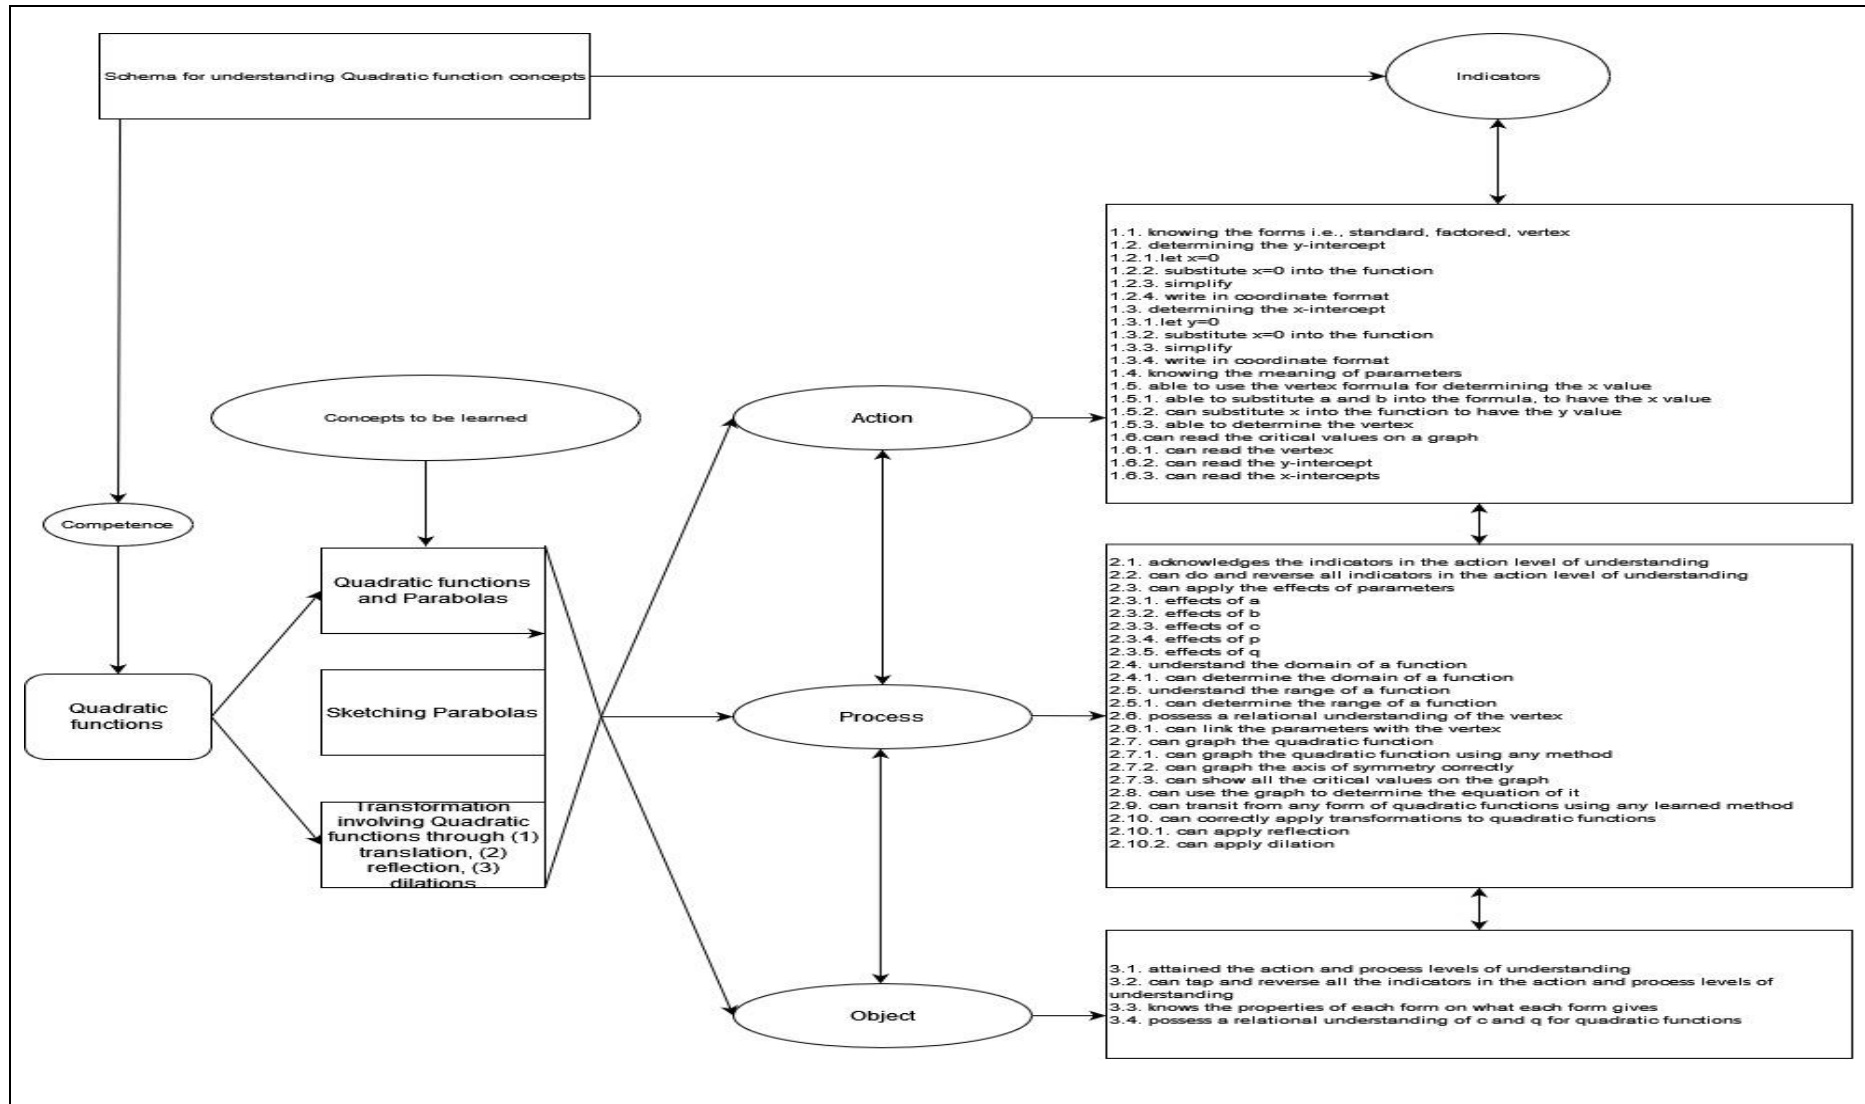 Schema for understanding Quadratic function concepts
Indicators
1.1. knowing the forms i.e., standard, factored, vertex
1.2. determining the y-intercept
1.2.1.let x=0
1.2.2. substitute x=0 into the function
1.2.3. simplify
1.2.4. write in coordinate format
1.3. determining the x-intercept
1.3.1.let y=0
1.3.2. substitute x=0 into the function
1.3.3. simplify
1.3.4. write in coordinate format
1.4. knowing the meaning of parameters
1.5. able to use the vertex formula for determining the x value
1.5.1. able to substitute a and b into the formula, to have the x value
1.5.2. can substitute x into the function to have the y value
1.5.3. able to determine the vertex
1.6.can read the critical values on a graph
1.6.1. can read the vertex
1.6.2. can read the y-intercept
1.6.3. can read the x-intercepts
Concepts to be learned
Action
Competence
Quadratic functions
and Parabolas
Quadratic
functions
Sketching Parabolas
Transformation
involving Quadratic
functions through (1)
translation, (2)
reflection, (3)
dilations
Process
2.1. acknowledges the indicators in the action level of understanding
2.2. can do and reverse all indicators in the action level of understanding
2.3. can apply the effects of parameters
2.3.1. effects of a
2.3.2. effects of b
2.3.3. effects of c
2.3.4. effects of p
2.3.5. effects of q
2.4. understand the domain of a function
2.4.1. can determine the domain of a function
2.5. understand the range of a function
2.5.1. can determine the range of a function
2.6. possess a relational understanding of the vertex
2.6.1. can link the parameters with the vertex
2.7. can graph the quadratic function
2.7.1. can graph the quadratic function using any method
2.7.2. can graph the axis of symmetry correctly
2.7.3. can show all the critical values on the graph
2.8. can use the graph to determine the equation of it
2.9. can transit from any form of quadratic functions using any learned method
2.10. can correctly apply transformations to quadratic functions
2.10.1. can apply reflection
2.10.2. can apply dilation
Object
3.1. attained the action and process levels of understanding
3.2. can tap and reverse all the indicators in the action and process levels of
understanding
3.3. knows the properties of each form on what each form gives
3.4. possess a relational understanding of c and q for quadratic functions